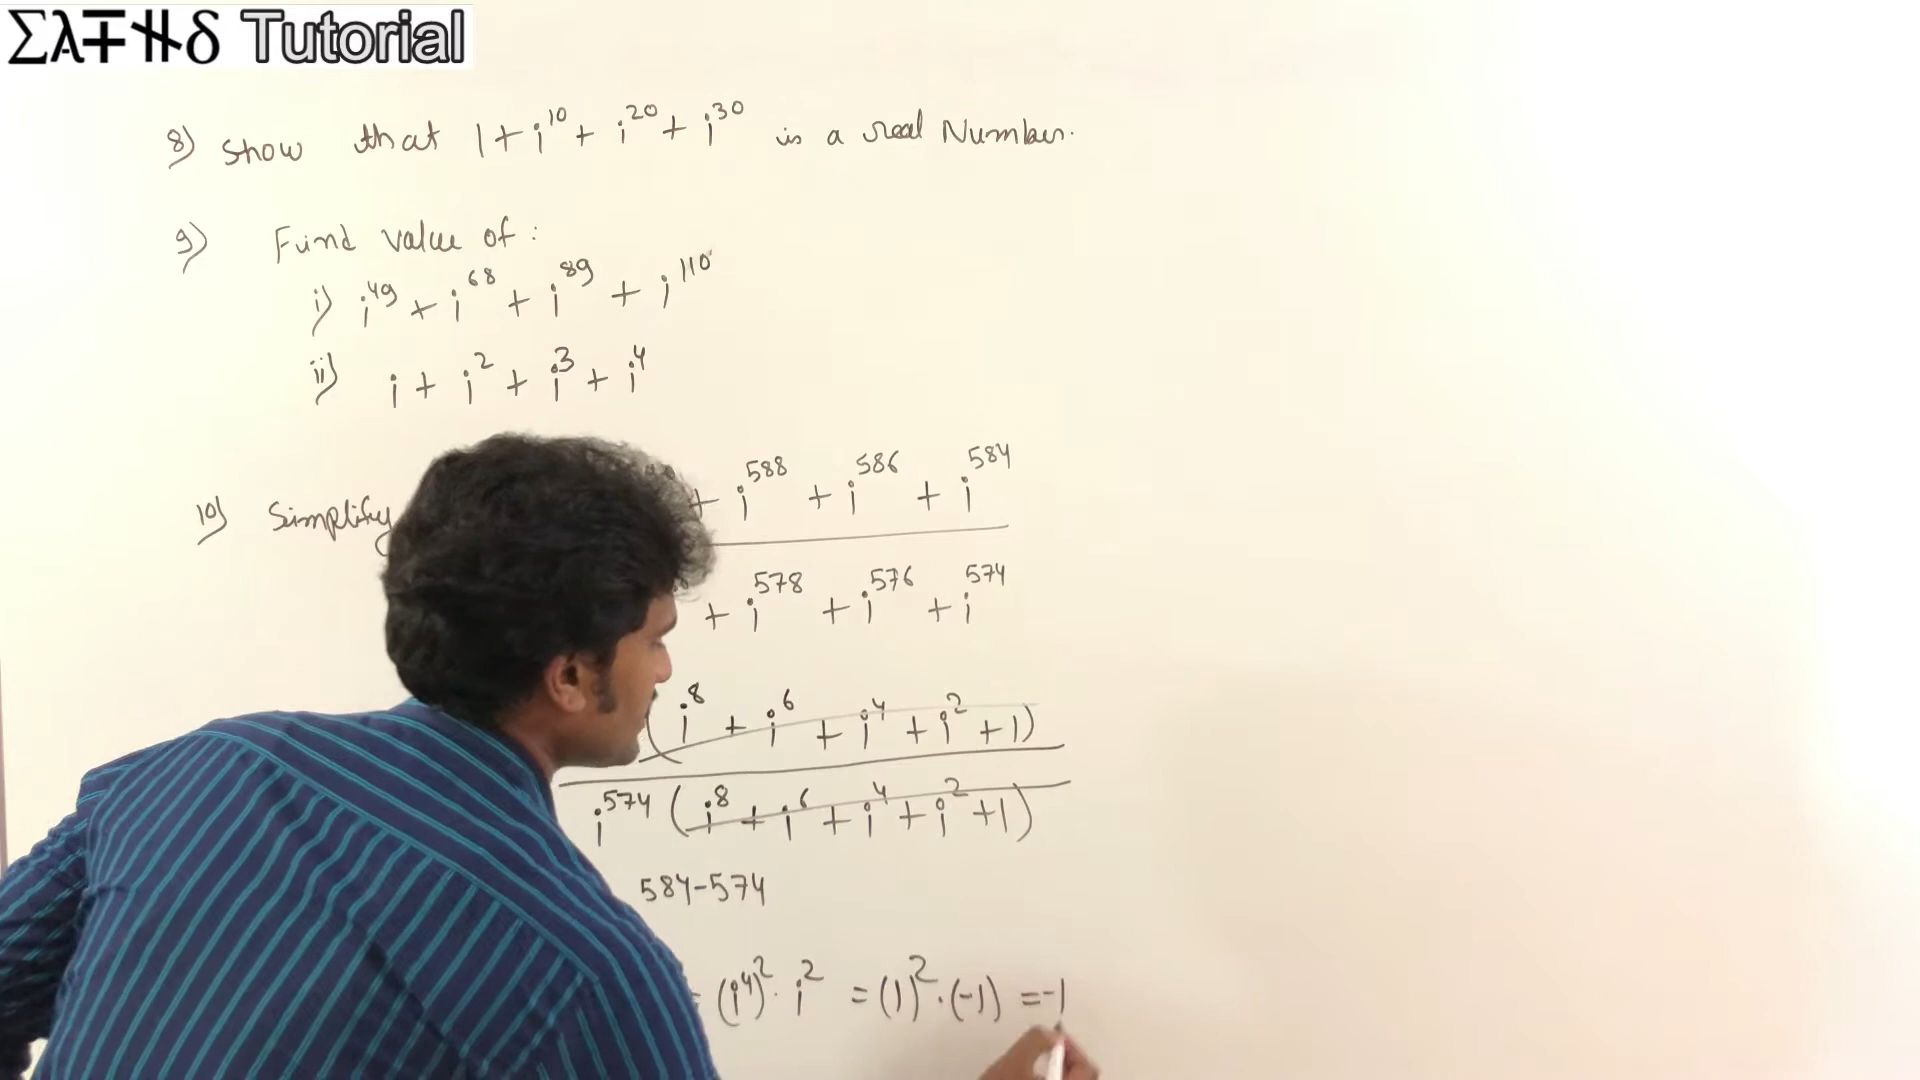 Σλ∓₶δ Tutorial
8) Show that 1 + i^10 + i^20 + i^30 is a real Number.
9) Find value of :
i) i^49 + i^68 + i^89 + i^110
ii) i + i^2 + i^3 + i^4
10) Simplify + i^588 + i^586 + i^584
+ i^578 + i^576 + i^574
(i^8 + i^6 + i^4 + i^2 + 1)
i^574 (i^8 + i^6 + i^4 + i^2 + 1)
584-574
= (i^4)^2 · i^2 = (1)^2 · (-1) = -1